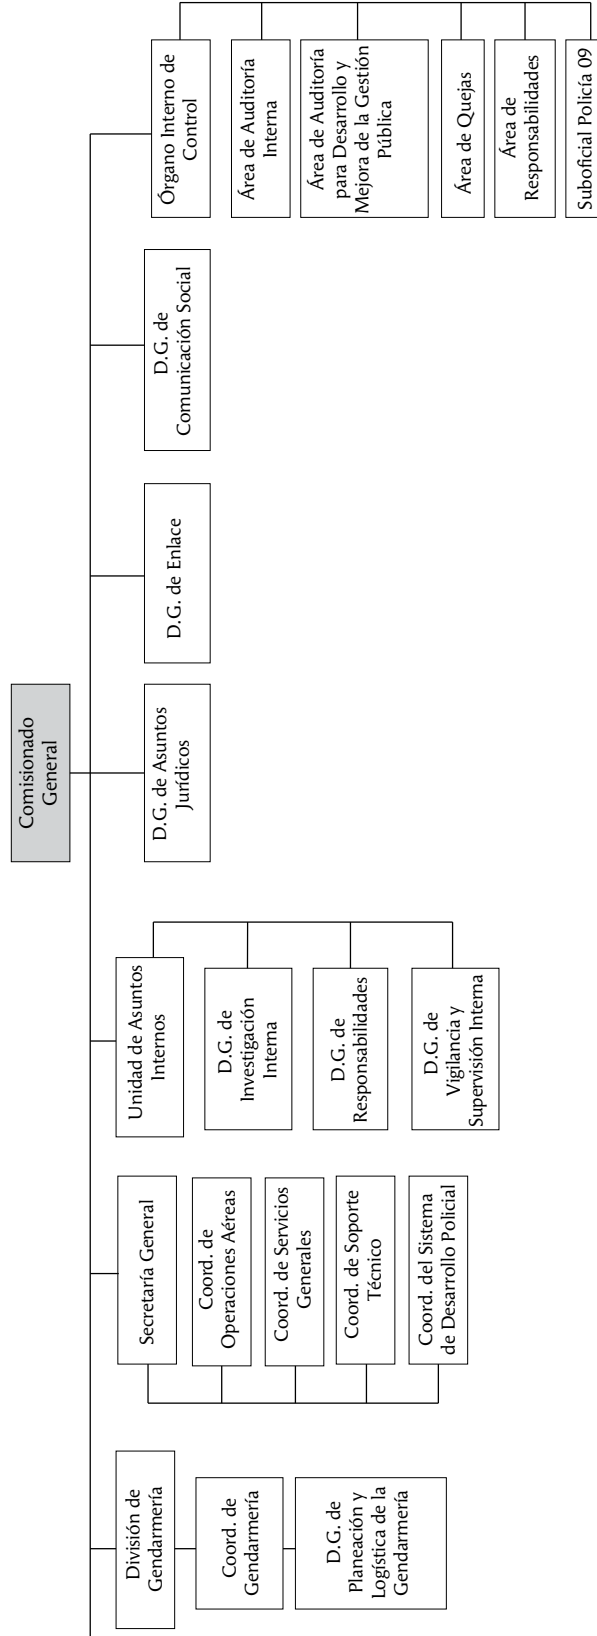 Comisionado
General
División de
Gendarmería
Coord. de
Gendarmería
D.G. de
Planeación y
Logística de la
Gendarmería
Secretaría General
Coord. de
Operaciones Aéreas
Coord. de Servicios
Generales
Coord. de Soporte
Técnico
Coord. del Sistema
de Desarrollo Policial
Unidad de Asuntos
Internos
D.G. de
Investigación
Interna
D.G. de
Responsabilidades
D.G. de
Vigilancia y
Supervisión Interna
D.G. de Asuntos
Jurídicos
D.G. de Enlace
D.G. de
Comunicación Social
Órgano Interno de
Control
Área de Auditoría
Interna
Área de Auditoría
para Desarrollo y
Mejora de la Gestión
Pública
Área de Quejas
Área de
Responsabilidades
Suboficial Policía 09